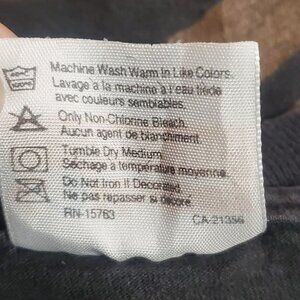 Machine Wash Warm In Like Colors.
Lavage a la machine à l'eau tiède
avec couleurs semblables.
Only Non-Chlorine Bleach.
Aucun agent de blanchiment.
Tumble Dry Medium.
Séchage à température moyenne.
Do Not Iron If Decorated.
Ne pas repasser si decore.
RN-15763 CA-21356